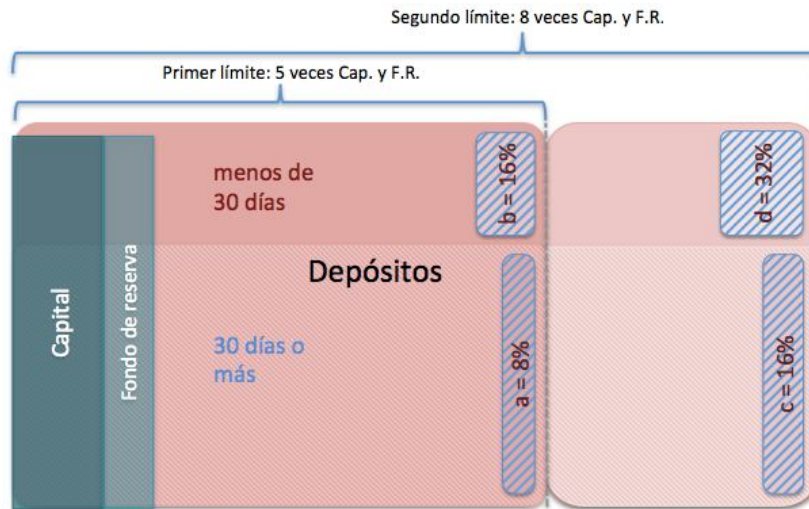 Segundo límite: 8 veces Cap. y F.R.
Primer límite: 5 veces Cap. y F.R.
Capital
Fondo de reserva
menos de
30 días
b = 16%
d = 32%
Depósitos
30 días o
más
a = 8%
c = 16%